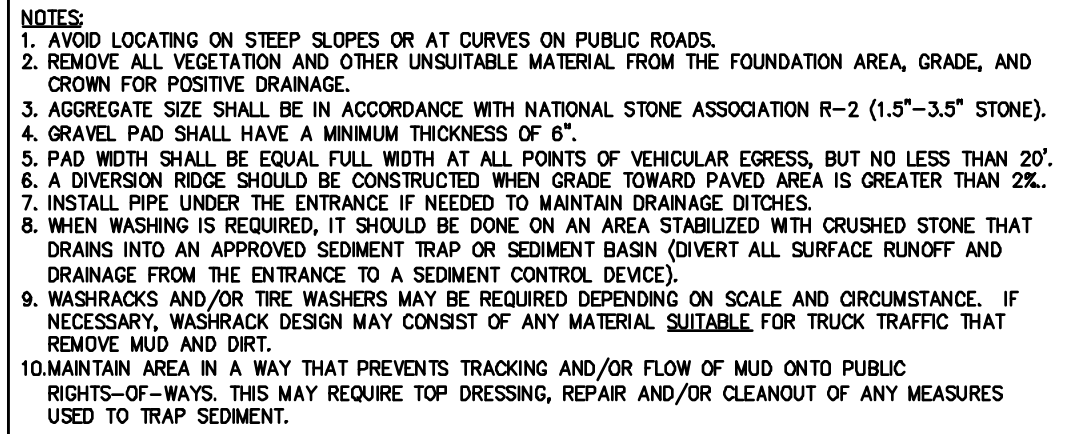 NOTES:
1. AVOID LOCATING ON STEEP SLOPES OR AT CURVES ON PUBLIC ROADS.
2. REMOVE ALL VEGETATION AND OTHER UNSUITABLE MATERIAL FROM THE FOUNDATION AREA, GRADE, AND
CROWN FOR POSITIVE DRAINAGE.
3. AGGREGATE SIZE SHALL BE IN ACCORDANCE WITH NATIONAL STONE ASSOCIATION R-2 (1.5"-3.5" STONE).
4. GRAVEL PAD SHALL HAVE A MINIMUM THICKNESS OF 6".
5. PAD WIDTH SHALL BE EQUAL FULL WIDTH AT ALL POINTS OF VEHICULAR EGRESS, BUT NO LESS THAN 20'.
6. A DIVERSION RIDGE SHOULD BE CONSTRUCTED WHEN GRADE TOWARD PAVED AREA IS GREATER THAN 2%.
7. INSTALL PIPE UNDER THE ENTRANCE IF NEEDED TO MAINTAIN DRAINAGE DITCHES.
8. WHEN WASHING IS REQUIRED, IT SHOULD BE DONE ON AN AREA STABILIZED WITH CRUSHED STONE THAT
DRAINS INTO AN APPROVED SEDIMENT TRAP OR SEDIMENT BASIN (DIVERT ALL SURFACE RUNOFF AND
DRAINAGE FROM THE ENTRANCE TO A SEDIMENT CONTROL DEVICE).
9. WASHRACKS AND/OR TIRE WASHERS MAY BE REQUIRED DEPENDING ON SCALE AND CIRCUMSTANCE. IF
NECESSARY, WASHRACK DESIGN MAY CONSIST OF ANY MATERIAL SUITABLE FOR TRUCK TRAFFIC THAT
REMOVE MUD AND DIRT.
10.MAINTAIN AREA IN A WAY THAT PREVENTS TRACKING AND/OR FLOW OF MUD ONTO PUBLIC
RIGHTS-OF-WAYS. THIS MAY REQUIRE TOP DRESSING, REPAIR AND/OR CLEANOUT OF ANY MEASURES
USED TO TRAP SEDIMENT.